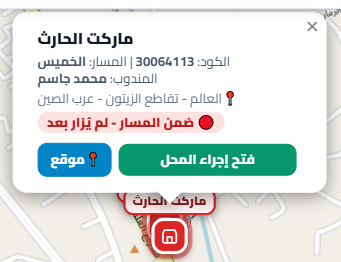 ماركت الحارث
الكود: 30064113 | المسار: الخميس
المندوب: محمد جاسم
📍 العالم - تقاطع الزيتون - عرب الصين
🔴 ضمن المسار - لم يُزار بعد
فتح إجراء المحل
📍 موقع
ماركت الحارث